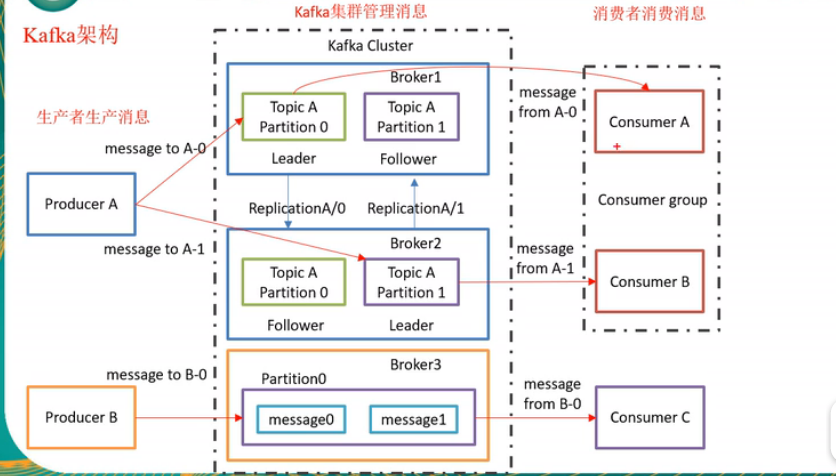 Kafka集群管理消息
消费者消费消息
Kafka架构
Kafka Cluster
Broker1
Topic A
Partition 0
Topic A
Partition 1
message
from A-0
Consumer A
生产者生产消息
message to A-0
Leader
Follower
Producer A
ReplicationA/0
ReplicationA/1
Consumer group
message to A-1
Broker2
Topic A
Partition 0
Topic A
Partition 1
message
from A-1
Consumer B
Follower
Leader
message to B-0
Broker3
Partition0
message
from B-0
Producer B
message0
message1
Consumer C